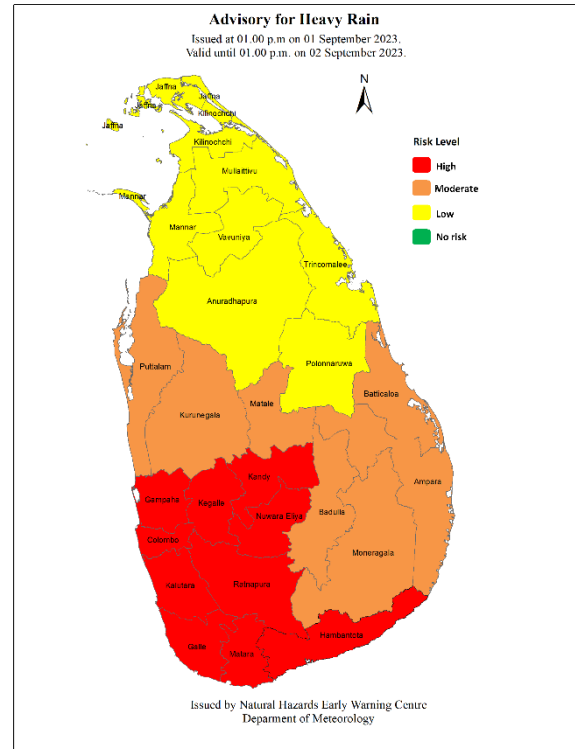 Advisory for Heavy Rain
Issued at 01.00 p.m on 01 September 2023.
Valid until 01.00 p.m. on 02 September 2023.
N
Jaffna
Jaffna
Jaffna
Jaffna
Kilinochchi
Kilinochchi
Mullaittivu
Mannar
Mannar
Vavuniya
Trincomalee
Anuradhapura
Polonnaruwa
Puttalam
Kurunegala
Matale
Batticaloa
Ampara
Kandy
Gampaha
Kegalle
Nuwara Eliya
Badulla
Colombo
Moneragala
Kalutara
Ratnapura
Hambantota
Galle
Matara
Risk Level
High
Moderate
Low
No risk
Issued by Natural Hazards Early Warning Centre
Deparment of Meteorology